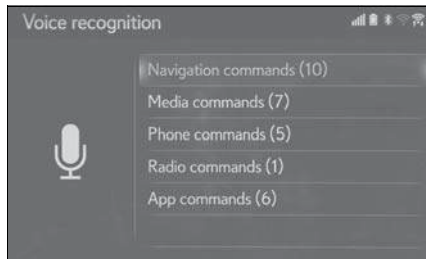 Voice recognition
Navigation commands (10)
Media commands (7)
Phone commands (5)
Radio commands (1)
App commands (6)